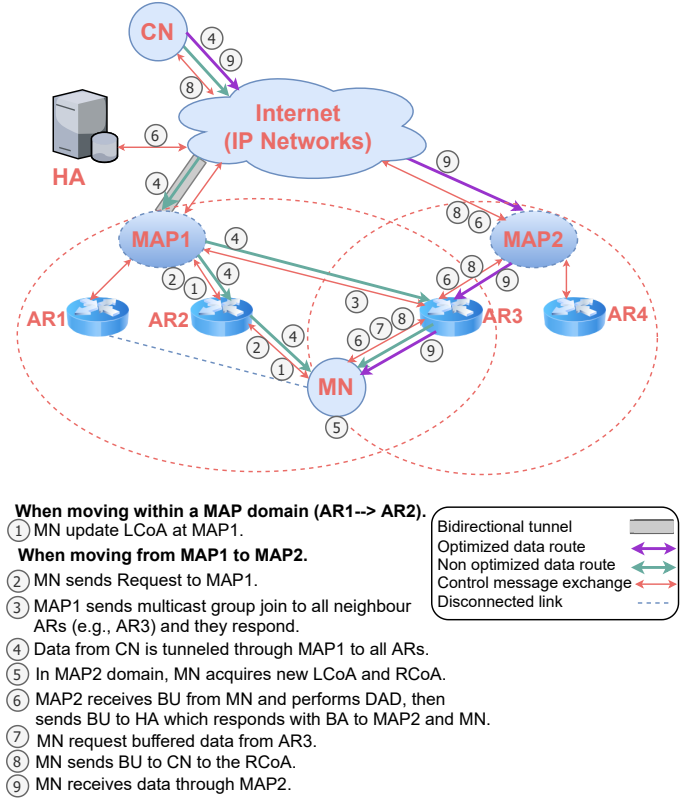 CN
4
9
8
Internet
(IP Networks)
6
HA
4
9
8
6
MAP1
MAP2
4
2
4
1
3
6
8
9
AR1
AR2
AR3
AR4
4
2
1
6
7
8
9
MN
5
When moving within a MAP domain (AR1--> AR2).
1 MN update LCoA at MAP1.
When moving from MAP1 to MAP2.
2 MN sends Request to MAP1.
3 MAP1 sends multicast group join to all neighbour
ARs (e.g., AR3) and they respond.
4 Data from CN is tunneled through MAP1 to all ARs.
5 In MAP2 domain, MN acquires new LCoA and RCoA.
6 MAP2 receives BU from MN and performs DAD, then
sends BU to HA which responds with BA to MAP2 and MN.
7 MN request buffered data from AR3.
8 MN sends BU to CN to the RCoA.
9 MN receives data through MAP2.
Bidirectional tunnel
Optimized data route
Non optimized data route
Control message exchange
Disconnected link